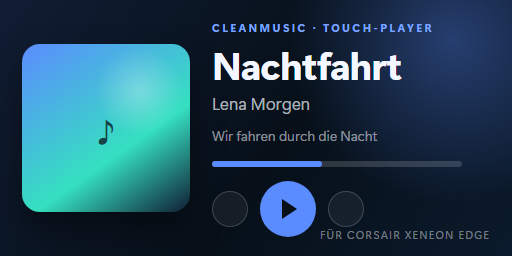 CLEANMUSIC · TOUCH-PLAYER
Nachtfahrt
Lena Morgen
Wir fahren durch die Nacht
FÜR CORSAIR XENEON EDGE